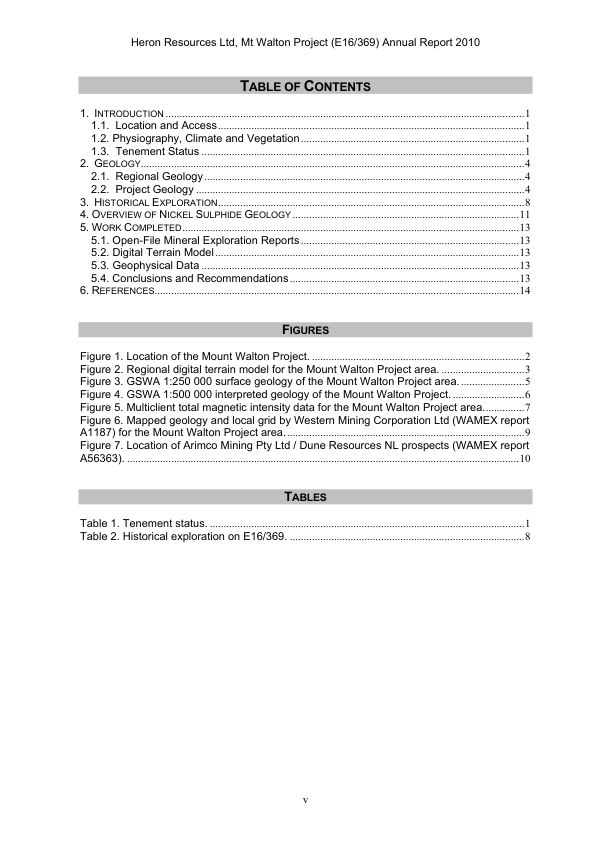 Heron Resources Ltd, Mt Walton Project (E16/369) Annual Report 2010
TABLE OF CONTENTS
1. INTRODUCTION ........ 1
1.1. Location and Access ........ 1
1.2. Physiography, Climate and Vegetation ........ 1
1.3. Tenement Status ........ 1
2. GEOLOGY ........ 4
2.1. Regional Geology ........ 4
2.2. Project Geology ........ 4
3. HISTORICAL EXPLORATION ........ 8
4. OVERVIEW OF NICKEL SULPHIDE GEOLOGY ........ 11
5. WORK COMPLETED ........ 13
5.1. Open-File Mineral Exploration Reports ........ 13
5.2. Digital Terrain Model ........ 13
5.3. Geophysical Data ........ 13
5.4. Conclusions and Recommendations ........ 13
6. REFERENCES ........ 14
FIGURES
Figure 1. Location of the Mount Walton Project. ........ 2
Figure 2. Regional digital terrain model for the Mount Walton Project area. ........ 3
Figure 3. GSWA 1:250 000 surface geology of the Mount Walton Project area. ........ 5
Figure 4. GSWA 1:500 000 interpreted geology of the Mount Walton Project. ........ 6
Figure 5. Multiclient total magnetic intensity data for the Mount Walton Project area. ........ 7
Figure 6. Mapped geology and local grid by Western Mining Corporation Ltd (WAMEX report
A1187) for the Mount Walton Project area. ........ 9
Figure 7. Location of Arimco Mining Pty Ltd / Dune Resources NL prospects (WAMEX report
A56363). ........ 10
TABLES
Table 1. Tenement status. ........ 1
Table 2. Historical exploration on E16/369. ........ 8
v